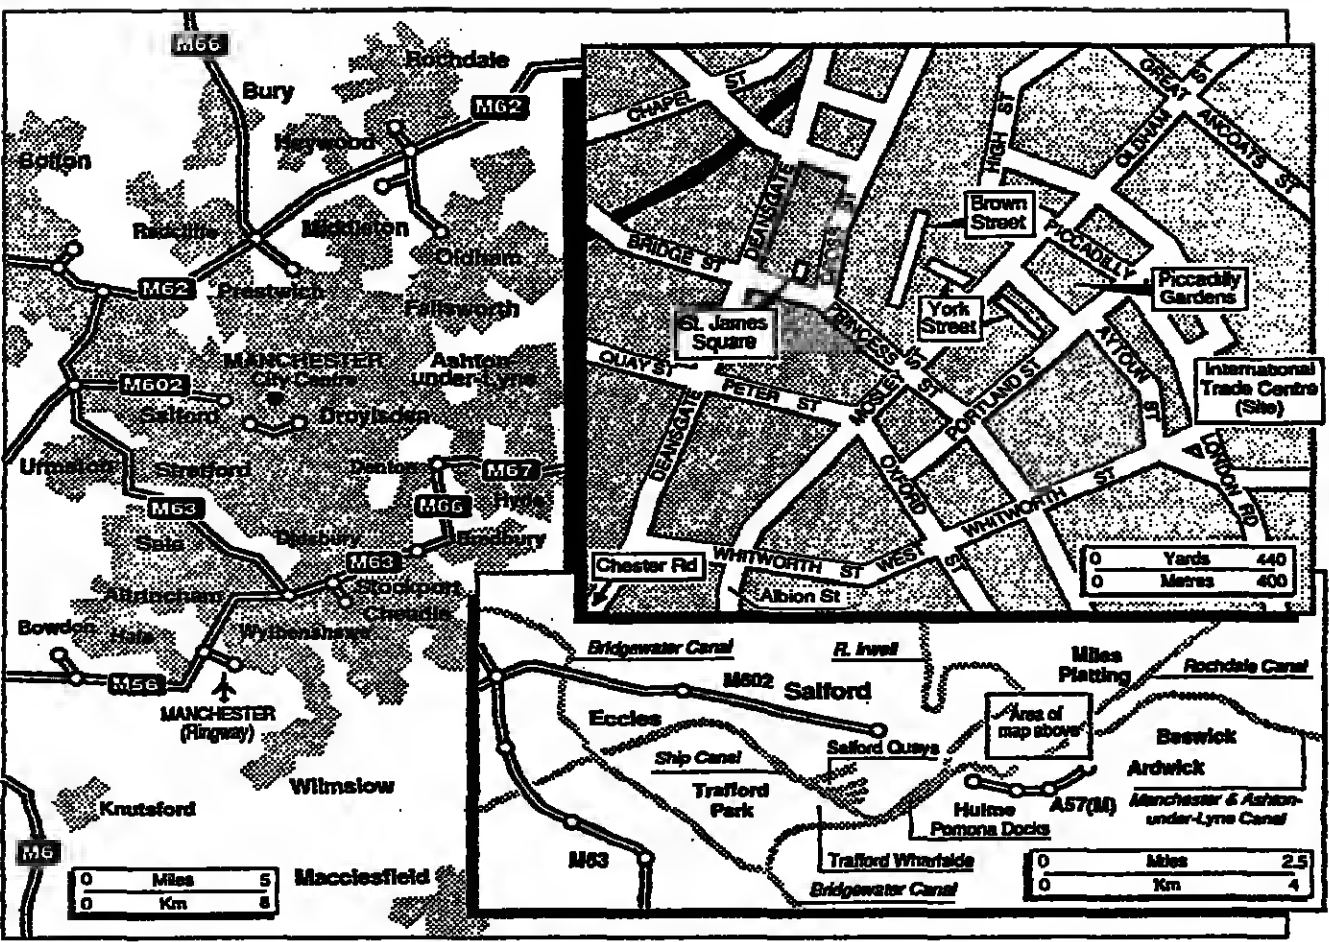 M66
Rochdale
Bury
M62
Heywood
Bolton
Radcliffe
Middleton
Oldham
M62
Prestwich
Failsworth
MANCHESTER
City Centre
Ashton-
under-Lyne
M602
Salford
Droylsden
Urmston
Stretford
Denton
M67
M63
M66
Hyde
Sale
Didsbury
Bredbury
M63
Stockport
Altrincham
Cheadle
Bowdon
Hale
Wythenshawe
M56
MANCHESTER
(Ringway)
Wilmslow
Knutsford
M6
Macclesfield
0 Miles 5
0 Km 8
CHAPEL ST
HIGH ST
GREAT
ANCOATS
ST
OLDHAM ST
DEANSGATE
CROSS ST
Brown
Street
BRIDGE ST
PICCADILLY
Piccadilly
Gardens
York
Street
St. James
Square
PRINCESS ST
QUAY ST
PETER ST
MOSLEY ST
PORTLAND ST
AYTOUN
ST
International
Trade Centre
(Site)
DEANSGATE
OXFORD
ST
WHITWORTH ST
LONDON RD
WHITWORTH ST WEST
Chester Rd
Albion St
0 Yards 440
0 Metres 400
Bridgewater Canal
R. Irwell
Miles
Platting
Rochdale Canal
M602
Salford
Eccles
Area of
map above
Salford Quays
Beswick
Ship Canal
Ardwick
Trafford
Park
Hulme
A57(M)
Manchester & Ashton-
under-Lyne Canal
Pomona Docks
M63
Trafford Wharfside
Bridgewater Canal
0 Miles 2.5
0 Km 4